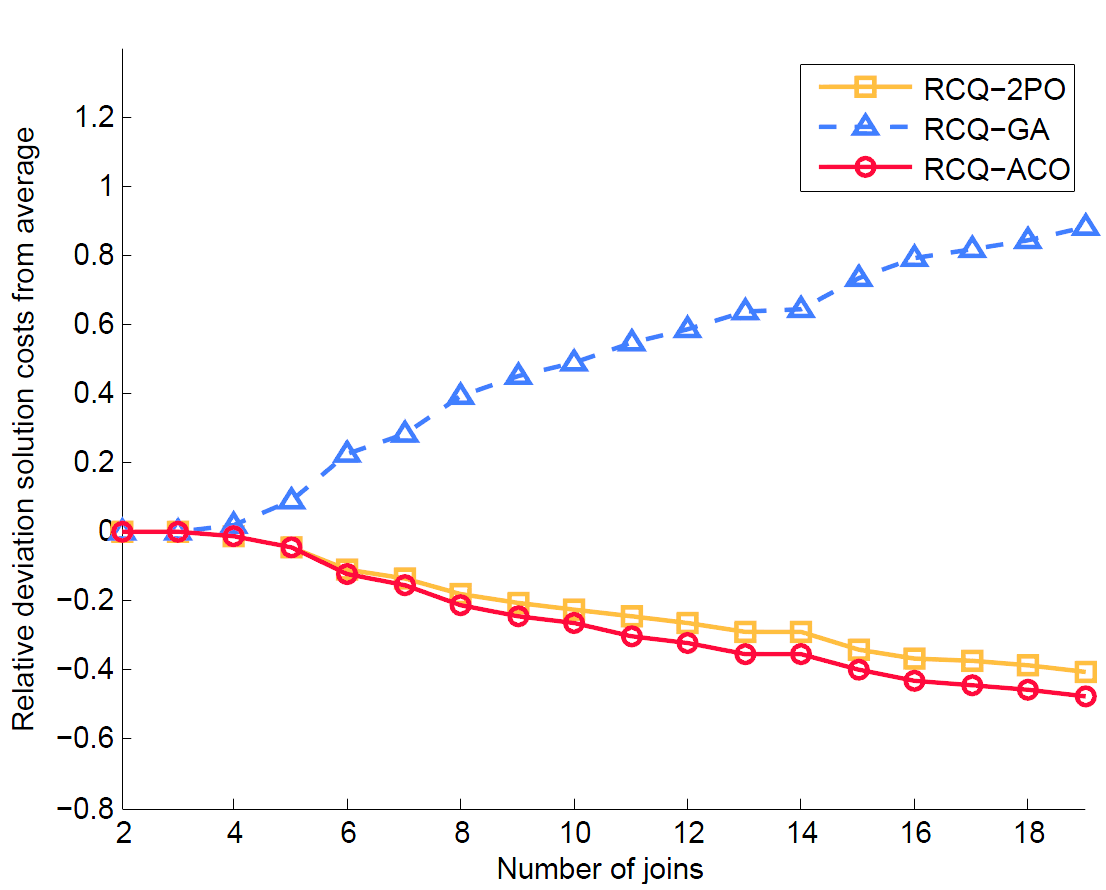 RCQ−2PO
RCQ−GA
RCQ−ACO
1.2
1
0.8
0.6
0.4
0.2
0
−0.2
−0.4
−0.6
−0.8
2 4 6 8 10 12 14 16 18
Number of joins
Relative deviation solution costs from average